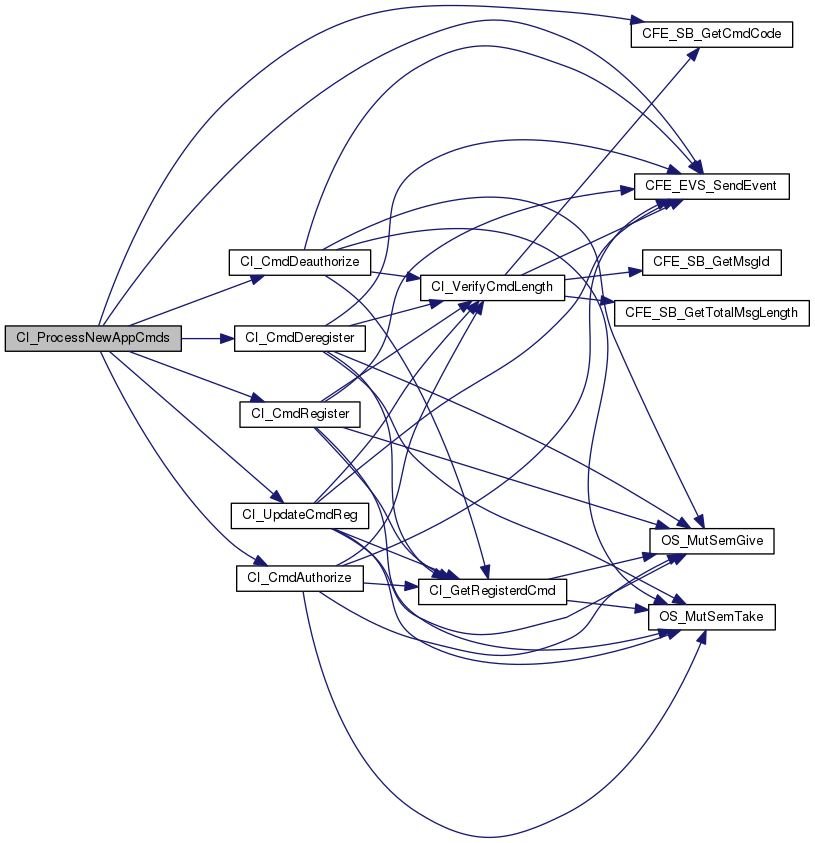 CFE_SB_GetCmdCode
CFE_EVS_SendEvent
CI_CmdDeauthorize
CFE_SB_GetMsgId
CI_VerifyCmdLength
CFE_SB_GetTotalMsgLength
CI_ProcessNewAppCmds
CI_CmdDeregister
CI_CmdRegister
CI_UpdateCmdReg
OS_MutSemGive
CI_CmdAuthorize
CI_GetRegisterdCmd
OS_MutSemTake